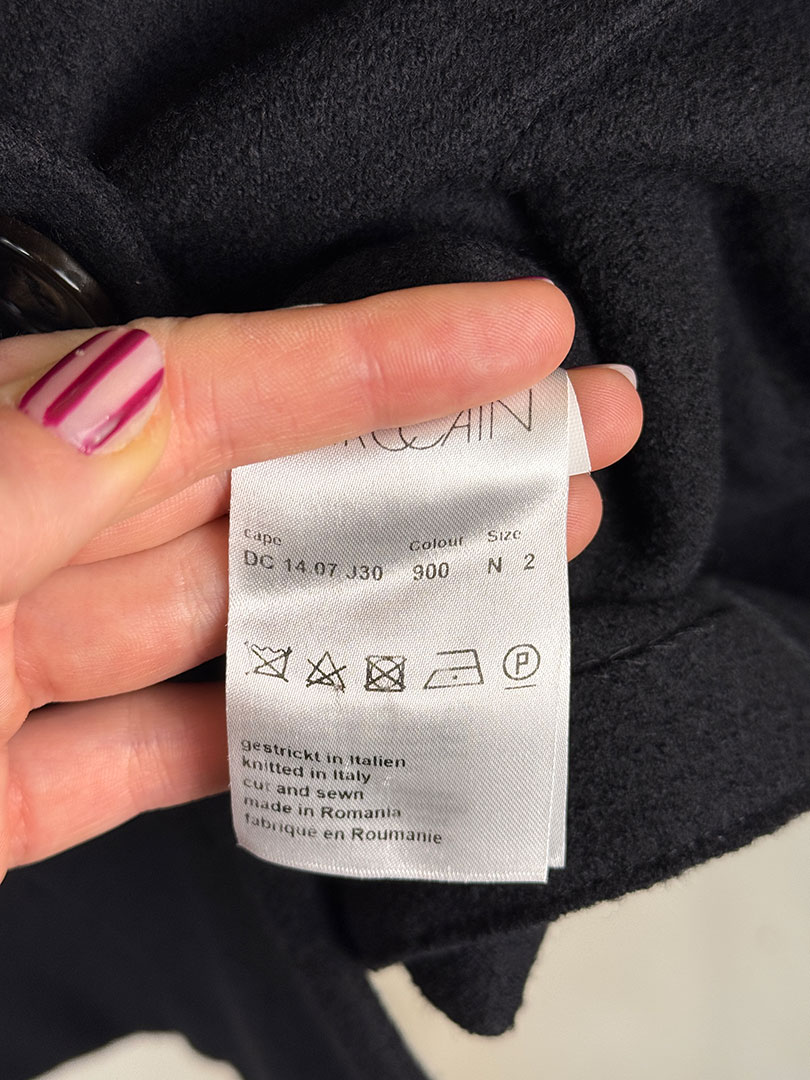 cape Colour Size
DC 14.07 J30 900 N 2
P
gestrickt in Italien
knitted in Italy
cut and sewn
made in Romania
fabrique en Roumanie